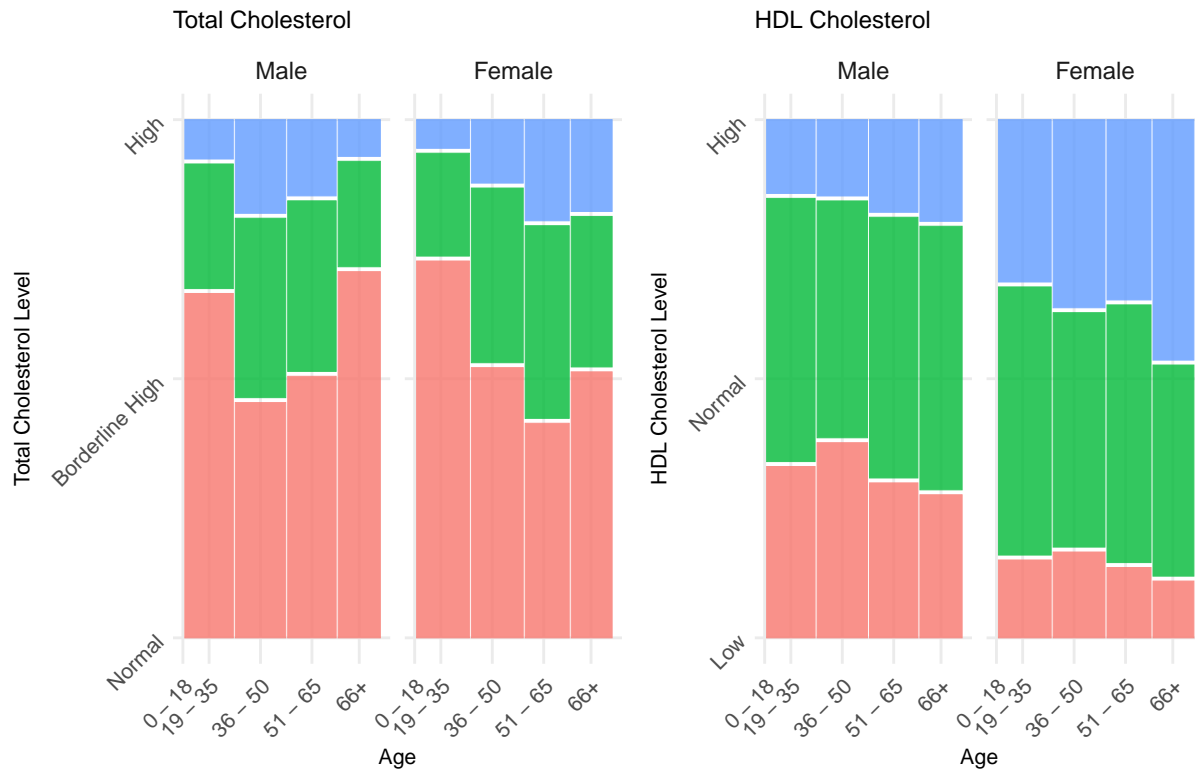 Total Cholesterol
Male
Female
Total Cholesterol Level
High
Borderline High
Normal
0 – 18
19 – 35
36 – 50
51 – 65
66+
0 – 18
19 – 35
36 – 50
51 – 65
66+
Age
HDL Cholesterol
Male
Female
HDL Cholesterol Level
High
Normal
Low
0 – 18
19 – 35
36 – 50
51 – 65
66+
0 – 18
19 – 35
36 – 50
51 – 65
66+
Age